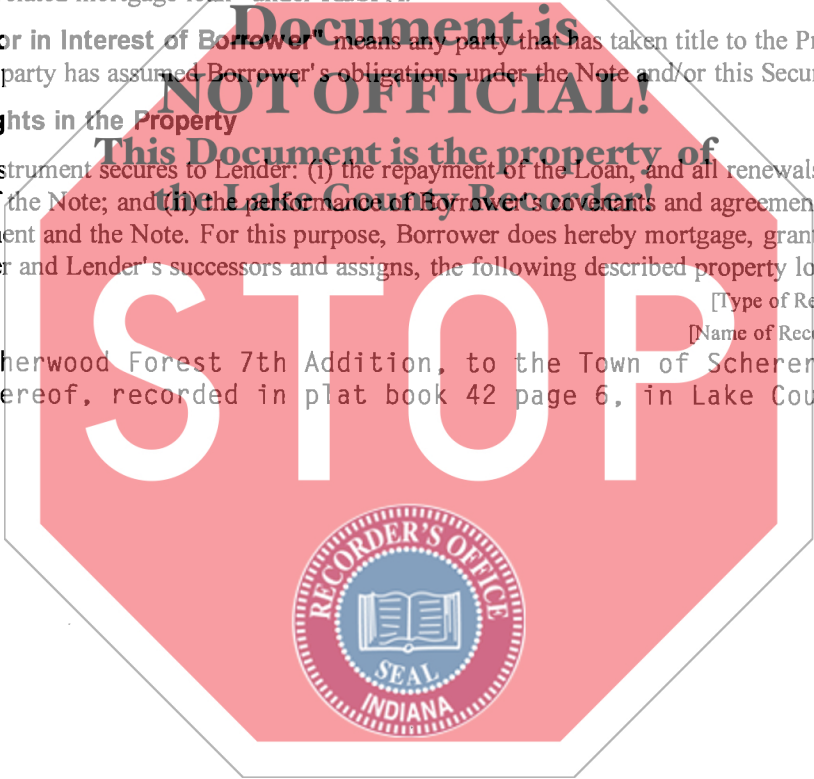 Document is
or in Interest of Borrower" means any party that has taken title to the Pr
NOT OFFICIAL!
party has assumed Borrower's obligations under the Note and/or this Secur
ghts in the Property
This Document is the property of
strument secures to Lender: (i) the repayment of the Loan, and all renewals
the Lake County Recorder!
the Note; and (ii) the performance of Borrower's covenants and agreemen
ent and the Note. For this purpose, Borrower does hereby mortgage, grant
er and Lender's successors and assigns, the following described property lo
[Type of Re
[Name of Reco
herwood Forest 7th Addition, to the Town of Scherer
ereof, recorded in plat book 42 page 6, in Lake Cou
STOP
RECORDER'S OFFICE
SEAL
INDIANA